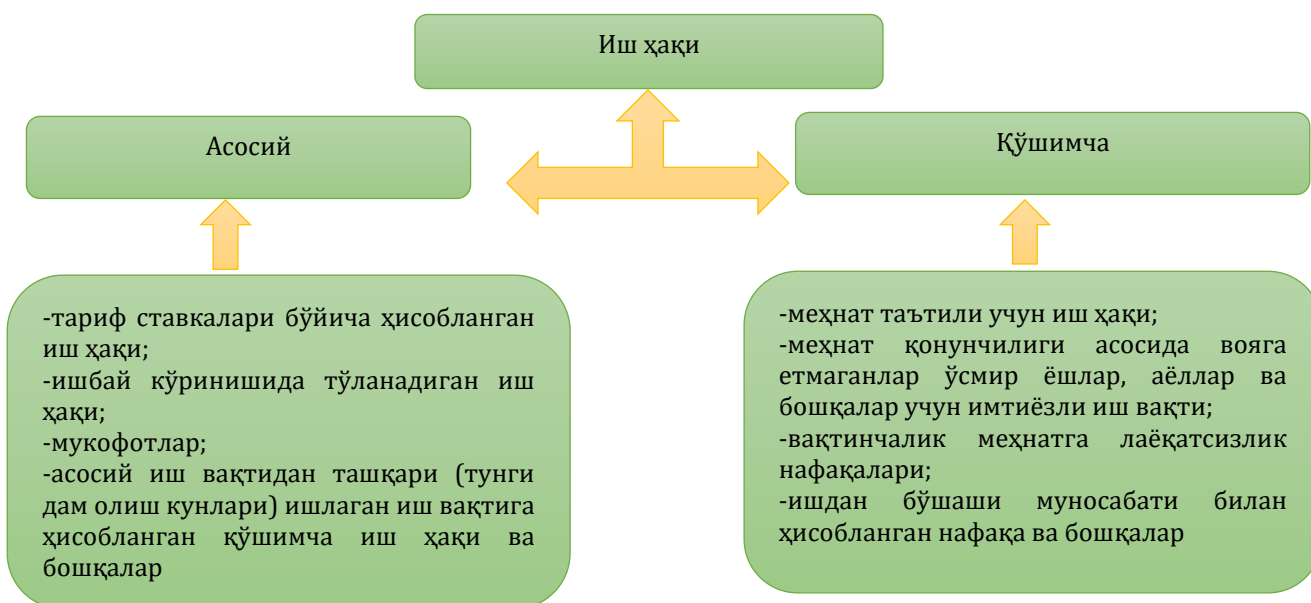 Иш ҳақи
Асосий
Қўшимча
-тариф ставкалари бўйича ҳисобланган
иш ҳақи;
-ишбай кўринишида тўланадиган иш
ҳақи;
-мукофотлар;
-асосий иш вақтидан ташқари (тунги
дам олиш кунлари) ишлаган иш вақтига
ҳисобланган қўшимча иш ҳақи ва
бошқалар
-меҳнат таътили учун иш ҳақи;
-меҳнат қонунчилиги асосида вояга
етмаганлар ўсмир ёшлар, аёллар ва
бошқалар учун имтиёзли иш вақти;
-вақтинчалик меҳнатга лаёқатсизлик
нафақалари;
-ишдан бўшаши муносабати билан
ҳисобланган нафақа ва бошқалар